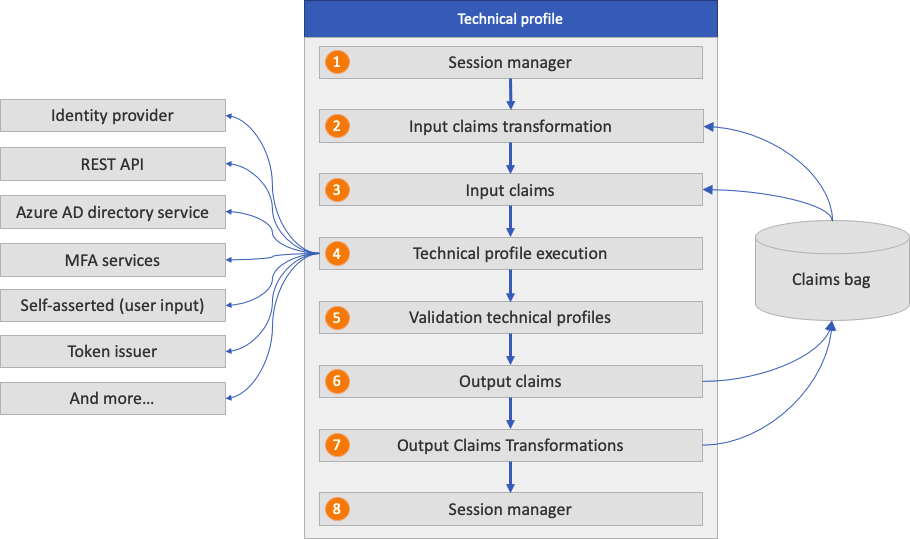 Technical profile
1 Session manager
2 Input claims transformation
3 Input claims
4 Technical profile execution
5 Validation technical profiles
6 Output claims
7 Output Claims Transformations
8 Session manager
Identity provider
REST API
Azure AD directory service
MFA services
Self-asserted (user input)
Token issuer
And more...
Claims bag